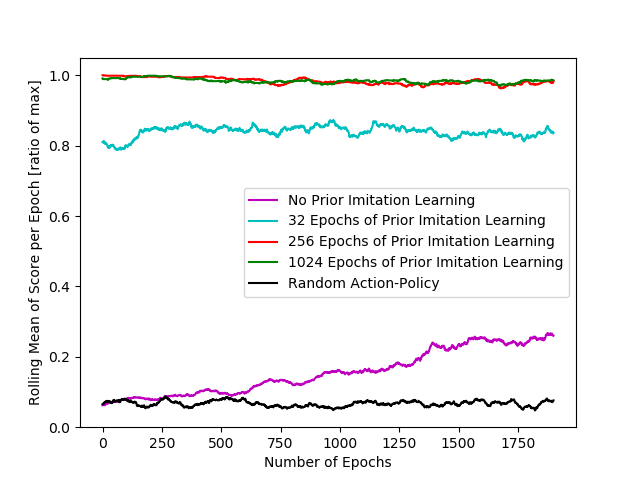 1.0
0.8
0.6
0.4
0.2
0.0
Rolling Mean of Score per Epoch [ratio of max]
No Prior Imitation Learning
32 Epochs of Prior Imitation Learning
256 Epochs of Prior Imitation Learning
1024 Epochs of Prior Imitation Learning
Random Action-Policy
0 250 500 750 1000 1250 1500 1750
Number of Epochs